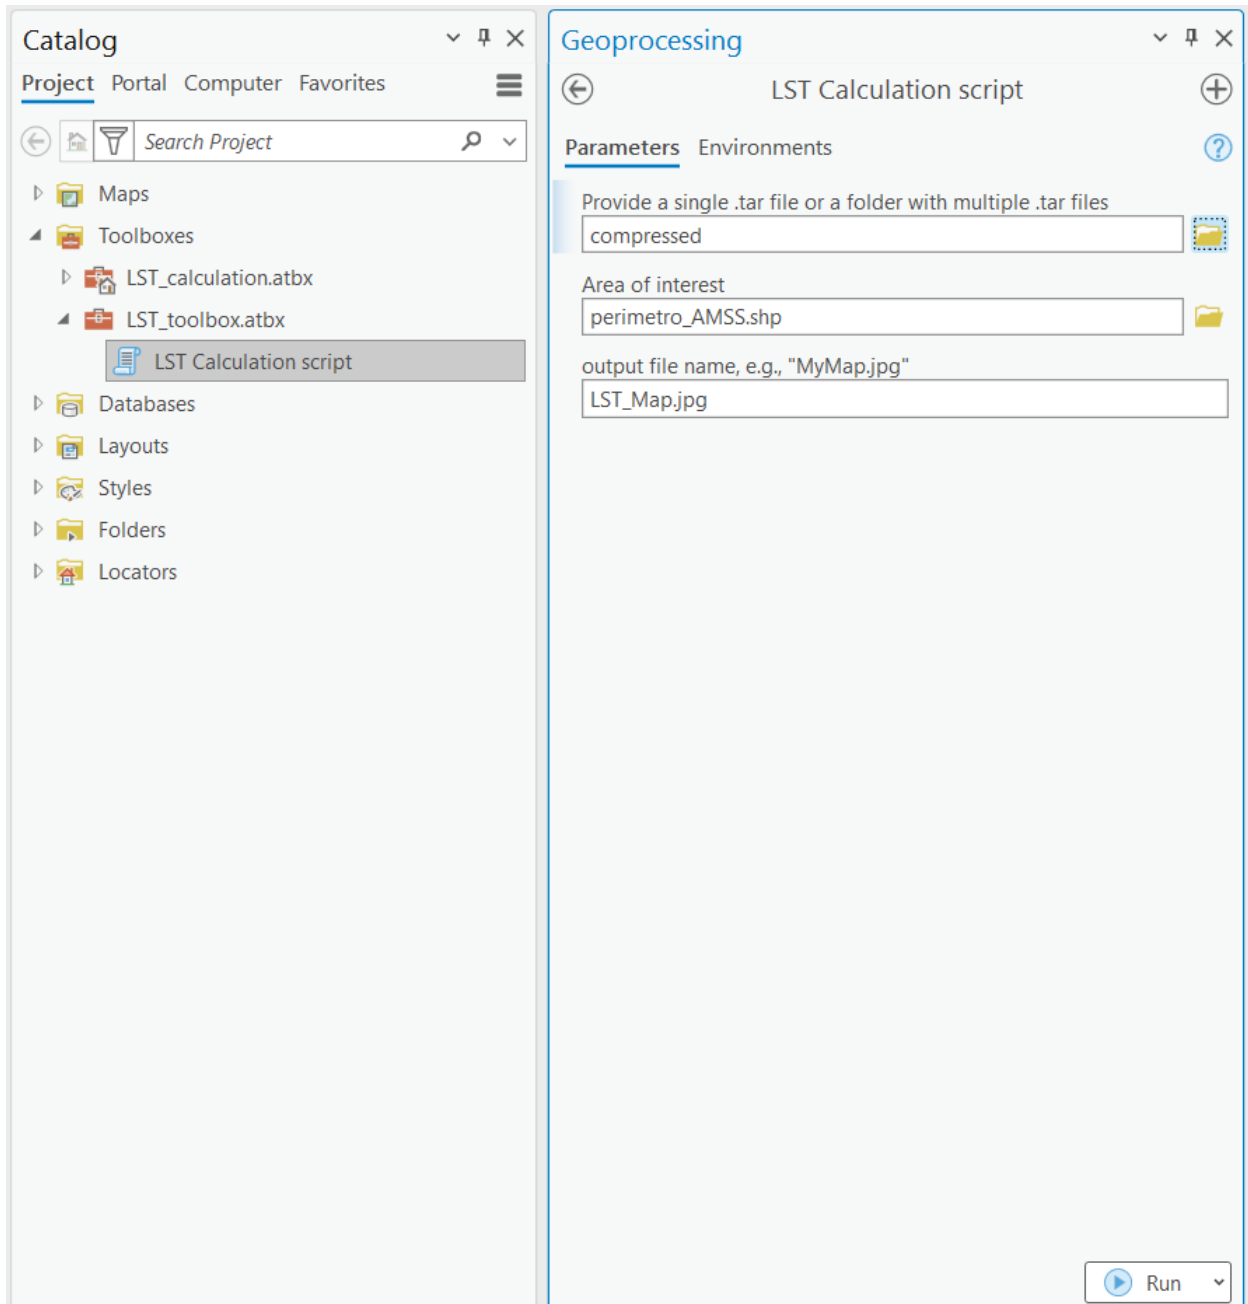 Catalog
Project Portal Computer Favorites
Search Project
Maps
Toolboxes
LST_calculation.atbx
LST_toolbox.atbx
LST Calculation script
Databases
Layouts
Styles
Folders
Locators
Geoprocessing
LST Calculation script
Parameters Environments
Provide a single .tar file or a folder with multiple .tar files
compressed
Area of interest
perimetro_AMSS.shp
output file name, e.g., "MyMap.jpg"
LST_Map.jpg
Run